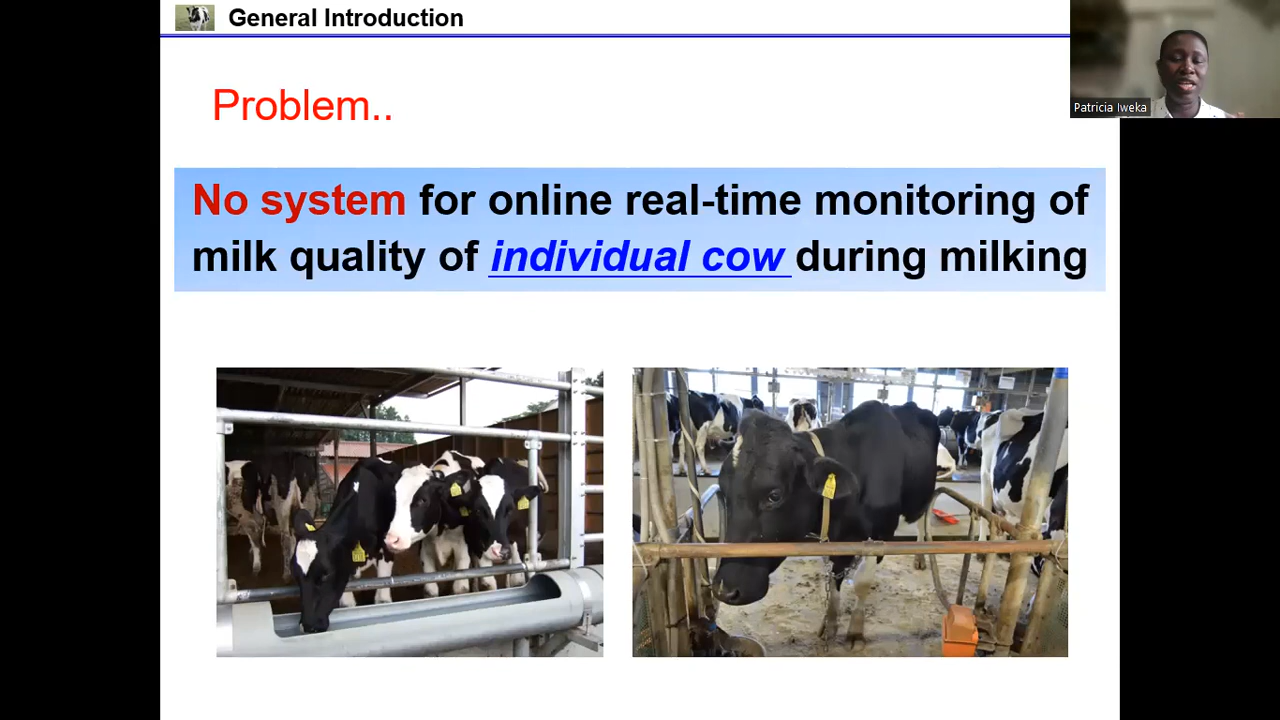 General Introduction
Patricia Iweka
Problem..
No system for online real-time monitoring of
milk quality of individual cow during milking